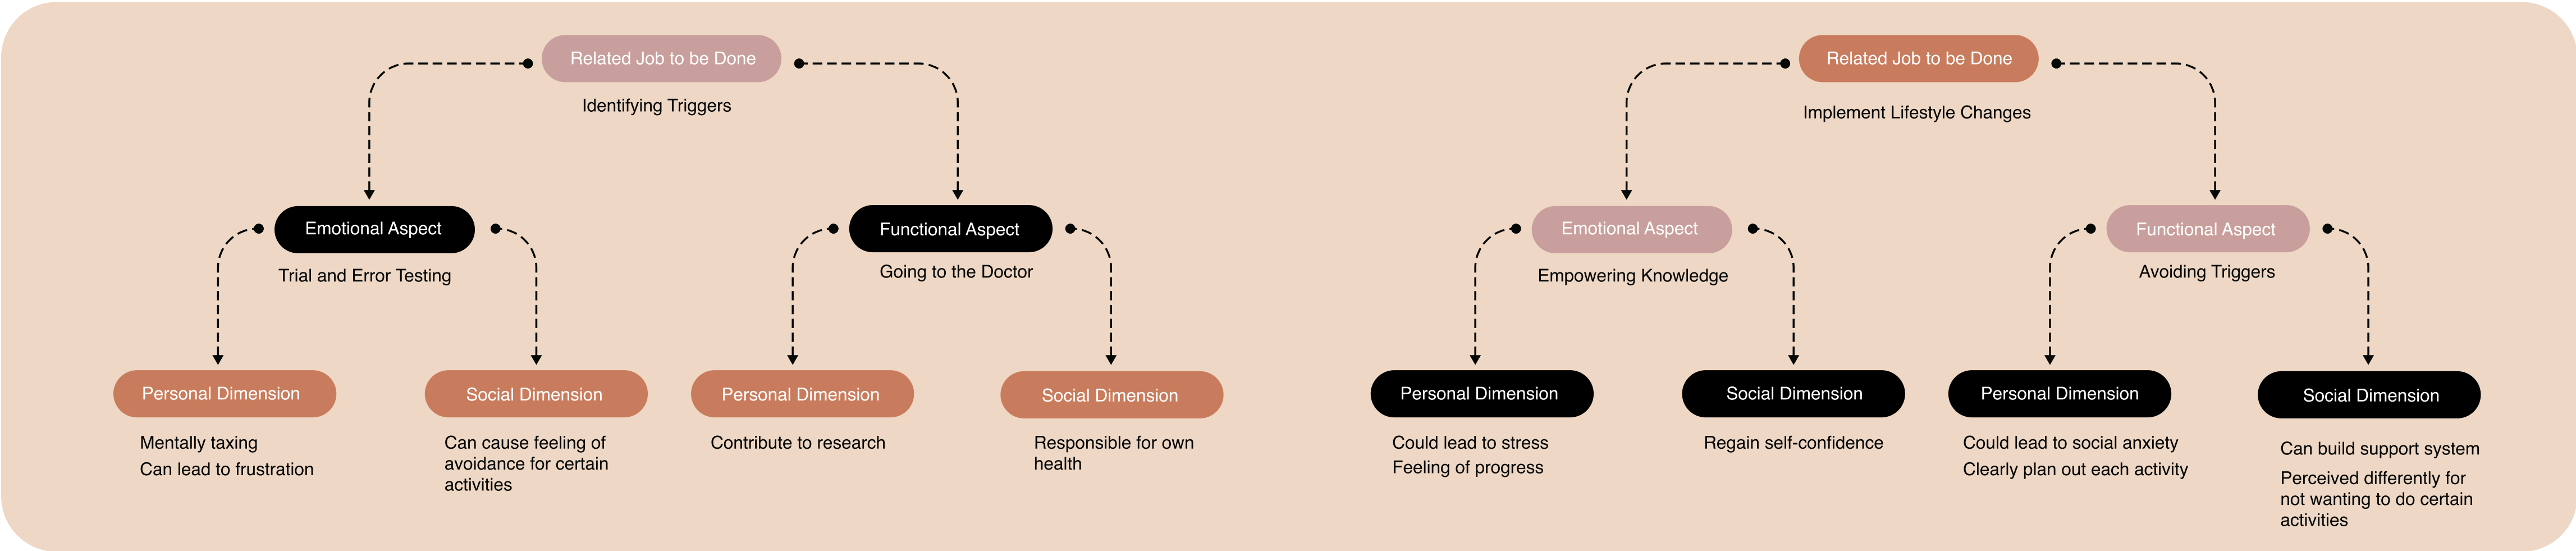 Related Job to be Done
Identifying Triggers
Emotional Aspect
Trial and Error Testing
Functional Aspect
Going to the Doctor
Personal Dimension
Mentally taxing
Can lead to frustration
Social Dimension
Can cause feeling of
avoidance for certain
activities
Personal Dimension
Contribute to research
Social Dimension
Responsible for own
health
Related Job to be Done
Implement Lifestyle Changes
Emotional Aspect
Empowering Knowledge
Functional Aspect
Avoiding Triggers
Personal Dimension
Could lead to stress
Feeling of progress
Social Dimension
Regain self-confidence
Personal Dimension
Could lead to social anxiety
Clearly plan out each activity
Social Dimension
Can build support system
Perceived differently for
not wanting to do certain
activities